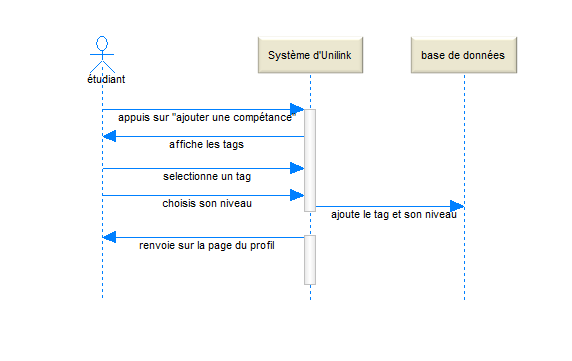 étudiant
Système d'Unilink
base de données
appuis sur "ajouter une compétance"
affiche les tags
selectionne un tag
choisis son niveau
ajoute le tag et son niveau
renvoie sur la page du profil